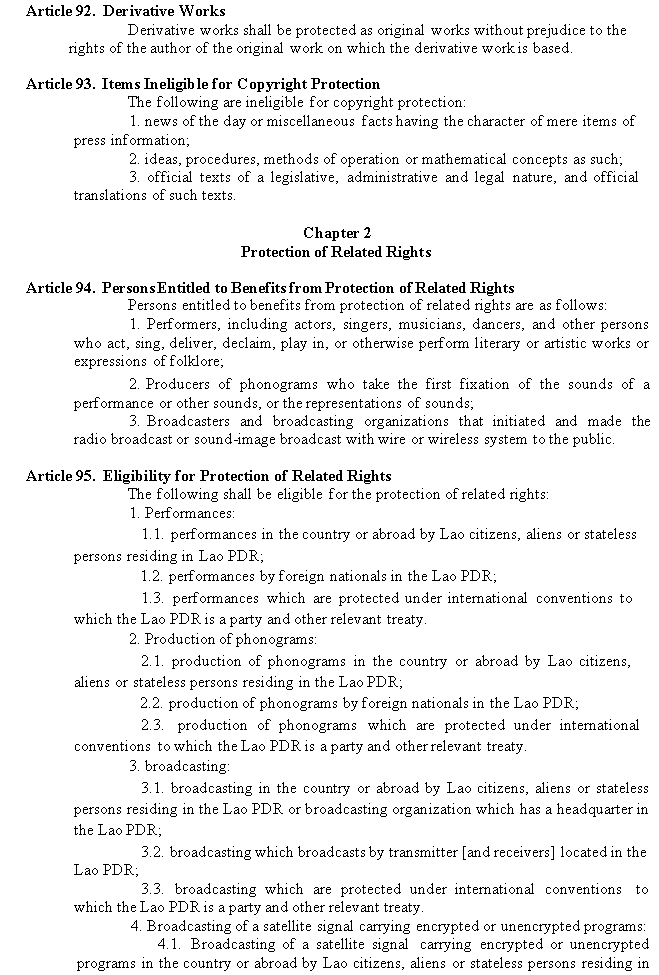 Article 92. Derivative Works
Derivative works shall be protected as original works without prejudice to the
rights of the author of the original work on which the derivative work is based.
Article 93. Items Ineligible for Copyright Protection
The following are ineligible for copyright protection:
1. news of the day or miscellaneous facts having the character of mere items of
press information;
2. ideas, procedures, methods of operation or mathematical concepts as such;
3. official texts of a legislative, administrative and legal nature, and official
translations of such texts.
Chapter 2
Protection of Related Rights
Article 94. Persons Entitled to Benefits from Protection of Related Rights
Persons entitled to benefits from protection of related rights are as follows:
1. Performers, including actors, singers, musicians, dancers, and other persons
who act, sing, deliver, declaim, play in, or otherwise perform literary or artistic works or
expressions of folklore;
2. Producers of phonograms who take the first fixation of the sounds of a
performance or other sounds, or the representations of sounds;
3. Broadcasters and broadcasting organizations that initiated and made the
radio broadcast or sound-image broadcast with wire or wireless system to the public.
Article 95. Eligibility for Protection of Related Rights
The following shall be eligible for the protection of related rights:
1. Performances:
1.1. performances in the country or abroad by Lao citizens, aliens or stateless
persons residing in Lao PDR;
1.2. performances by foreign nationals in the Lao PDR;
1.3. performances which are protected under international conventions to
which the Lao PDR is a party and other relevant treaty.
2. Production of phonograms:
2.1. production of phonograms in the country or abroad by Lao citizens,
aliens or stateless persons residing in the Lao PDR;
2.2. production of phonograms by foreign nationals in the Lao PDR;
2.3. production of phonograms which are protected under international
conventions to which the Lao PDR is a party and other relevant treaty.
3. broadcasting:
3.1. broadcasting in the country or abroad by Lao citizens, aliens or stateless
persons residing in the Lao PDR or broadcasting organization which has a headquarter in
the Lao PDR;
3.2. broadcasting which broadcasts by transmitter [and receivers] located in the
Lao PDR;
3.3. broadcasting which are protected under international conventions to
which the Lao PDR is a party and other relevant treaty.
4. Broadcasting of a satellite signal carrying encrypted or unencrypted programs:
4.1. Broadcasting of a satellite signal carrying encrypted or unencrypted
programs in the country or abroad by Lao citizens, aliens or stateless persons residing in